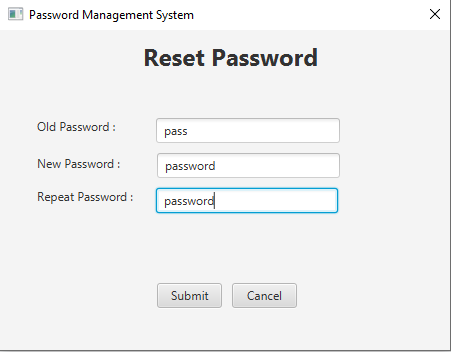 Password Management System
Reset Password
Old Password : pass
New Password : password
Repeat Password : password
Submit Cancel